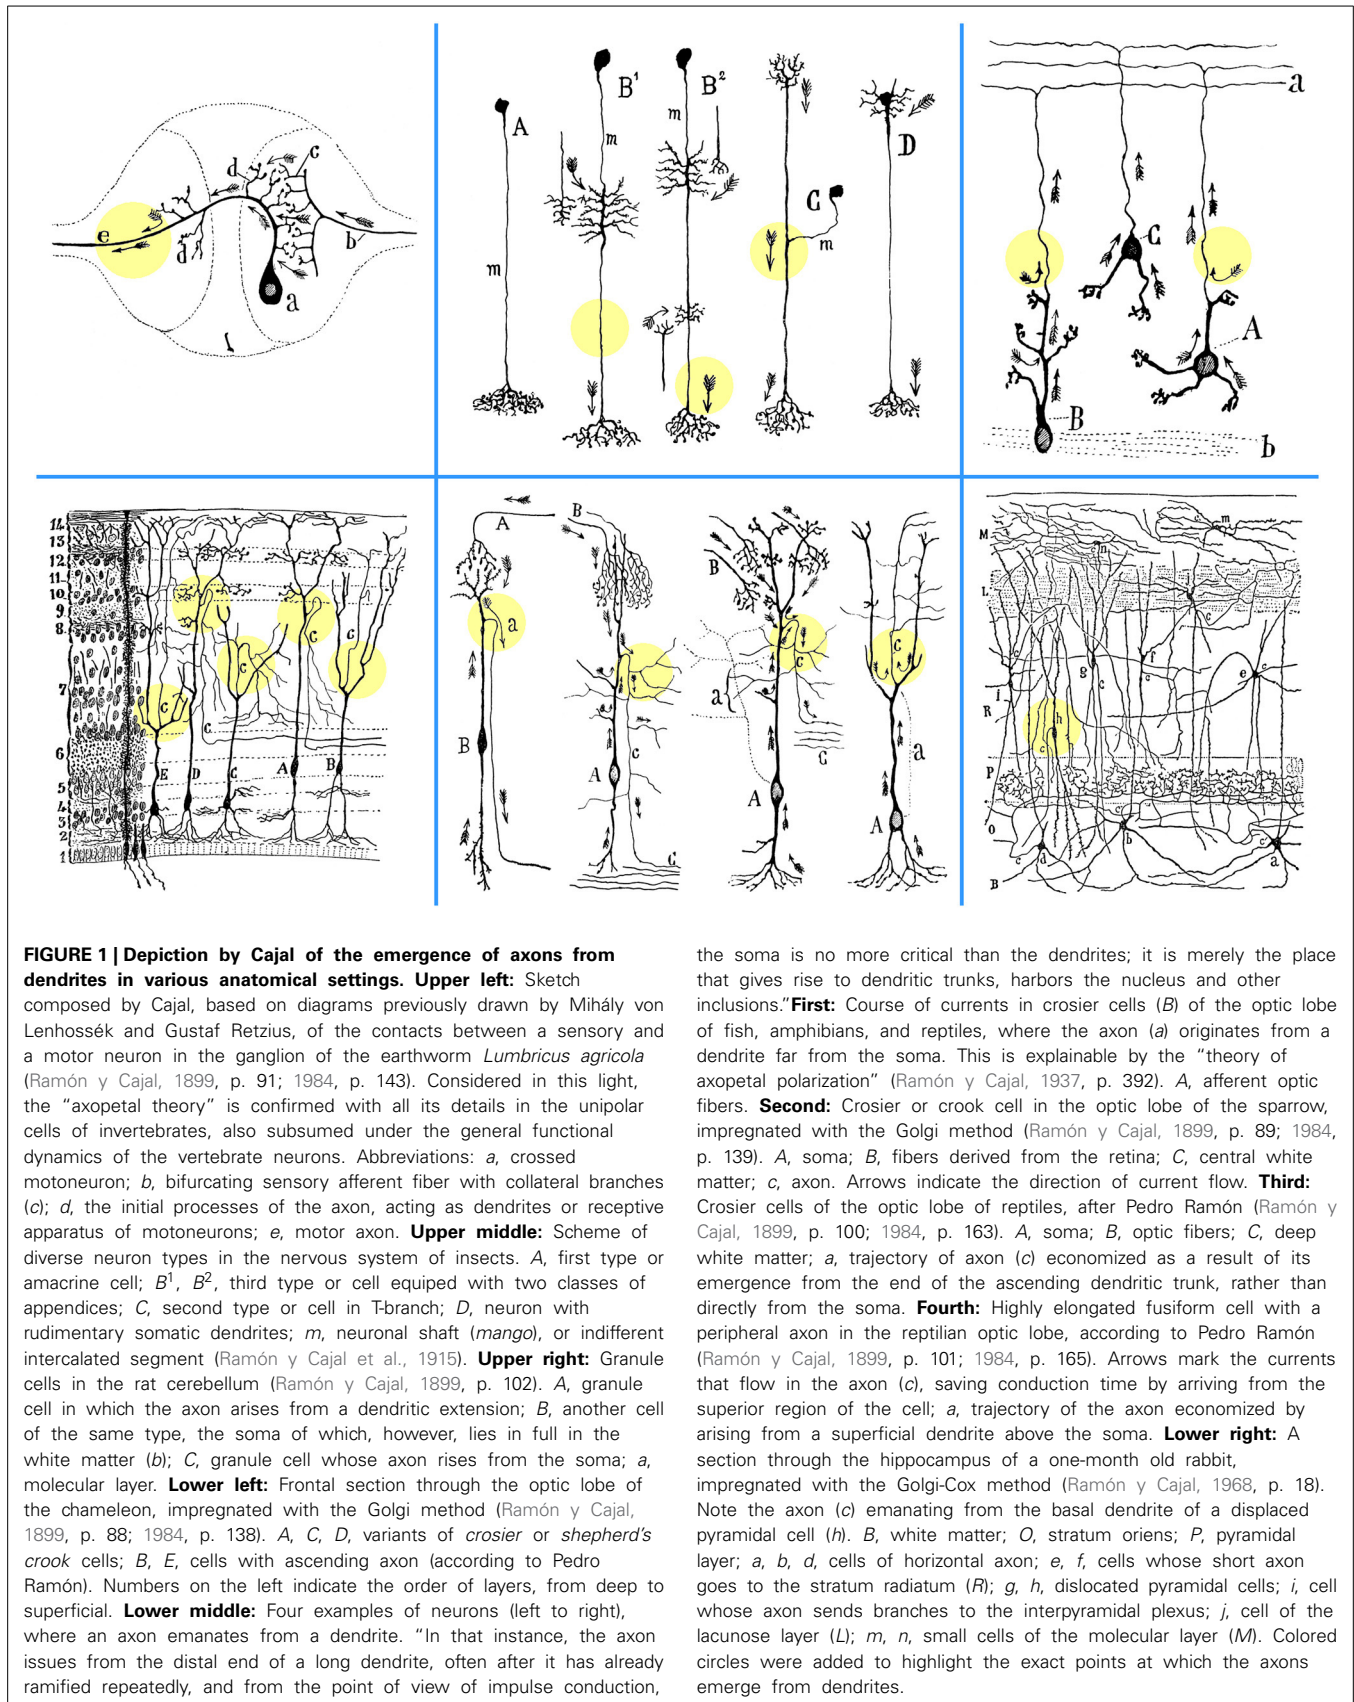 A
B¹
B²
m
m
m
m
C
D
a
b
c
d
d
e
a
b
A
B
C
14
13
12
11
10
9
8
7
6
5
4
3
2
1
E
D
C
A
B
c
c
c
c
c
A
B
a
B
A
c
C
B
a
c
C
A
c
a
A
M
L
i
R
P
O
B
m
n
g
f
e
h
c
d
b
a
FIGURE 1 | Depiction by Cajal of the emergence of axons from
dendrites in various anatomical settings. Upper left: Sketch
composed by Cajal, based on diagrams previously drawn by Mihály von
Lenhossék and Gustaf Retzius, of the contacts between a sensory and
a motor neuron in the ganglion of the earthworm Lumbricus agricola
(Ramón y Cajal, 1899, p. 91; 1984, p. 143). Considered in this light,
the “axopetal theory” is confirmed with all its details in the unipolar
cells of invertebrates, also subsumed under the general functional
dynamics of the vertebrate neurons. Abbreviations: a, crossed
motoneuron; b, bifurcating sensory afferent fiber with collateral branches
(c); d, the initial processes of the axon, acting as dendrites or receptive
apparatus of motoneurons; e, motor axon. Upper middle: Scheme of
diverse neuron types in the nervous system of insects. A, first type or
amacrine cell; B¹, B², third type or cell equiped with two classes of
appendices; C, second type or cell in T-branch; D, neuron with
rudimentary somatic dendrites; m, neuronal shaft (mango), or indifferent
intercalated segment (Ramón y Cajal et al., 1915). Upper right: Granule
cells in the rat cerebellum (Ramón y Cajal, 1899, p. 102). A, granule
cell in which the axon arises from a dendritic extension; B, another cell
of the same type, the soma of which, however, lies in full in the
white matter (b); C, granule cell whose axon rises from the soma; a,
molecular layer. Lower left: Frontal section through the optic lobe of
the chameleon, impregnated with the Golgi method (Ramón y Cajal,
1899, p. 88; 1984, p. 138). A, C, D, variants of crosier or shepherd’s
crook cells; B, E, cells with ascending axon (according to Pedro
Ramón). Numbers on the left indicate the order of layers, from deep to
superficial. Lower middle: Four examples of neurons (left to right),
where an axon emanates from a dendrite. “In that instance, the axon
issues from the distal end of a long dendrite, often after it has already
ramified repeatedly, and from the point of view of impulse conduction,
the soma is no more critical than the dendrites; it is merely the place
that gives rise to dendritic trunks, harbors the nucleus and other
inclusions.”First: Course of currents in crosier cells (B) of the optic lobe
of fish, amphibians, and reptiles, where the axon (a) originates from a
dendrite far from the soma. This is explainable by the “theory of
axopetal polarization” (Ramón y Cajal, 1937, p. 392). A, afferent optic
fibers. Second: Crosier or crook cell in the optic lobe of the sparrow,
impregnated with the Golgi method (Ramón y Cajal, 1899, p. 89; 1984,
p. 139). A, soma; B, fibers derived from the retina; C, central white
matter; c, axon. Arrows indicate the direction of current flow. Third:
Crosier cells of the optic lobe of reptiles, after Pedro Ramón (Ramón y
Cajal, 1899, p. 100; 1984, p. 163). A, soma; B, optic fibers; C, deep
white matter; a, trajectory of axon (c) economized as a result of its
emergence from the end of the ascending dendritic trunk, rather than
directly from the soma. Fourth: Highly elongated fusiform cell with a
peripheral axon in the reptilian optic lobe, according to Pedro Ramón
(Ramón y Cajal, 1899, p. 101; 1984, p. 165). Arrows mark the currents
that flow in the axon (c), saving conduction time by arriving from the
superior region of the cell; a, trajectory of the axon economized by
arising from a superficial dendrite above the soma. Lower right: A
section through the hippocampus of a one-month old rabbit,
impregnated with the Golgi-Cox method (Ramón y Cajal, 1968, p. 18).
Note the axon (c) emanating from the basal dendrite of a displaced
pyramidal cell (h). B, white matter; O, stratum oriens; P, pyramidal
layer; a, b, d, cells of horizontal axon; e, f, cells whose short axon
goes to the stratum radiatum (R); g, h, dislocated pyramidal cells; i, cell
whose axon sends branches to the interpyramidal plexus; j, cell of the
lacunose layer (L); m, n, small cells of the molecular layer (M). Colored
circles were added to highlight the exact points at which the axons
emerge from dendrites.